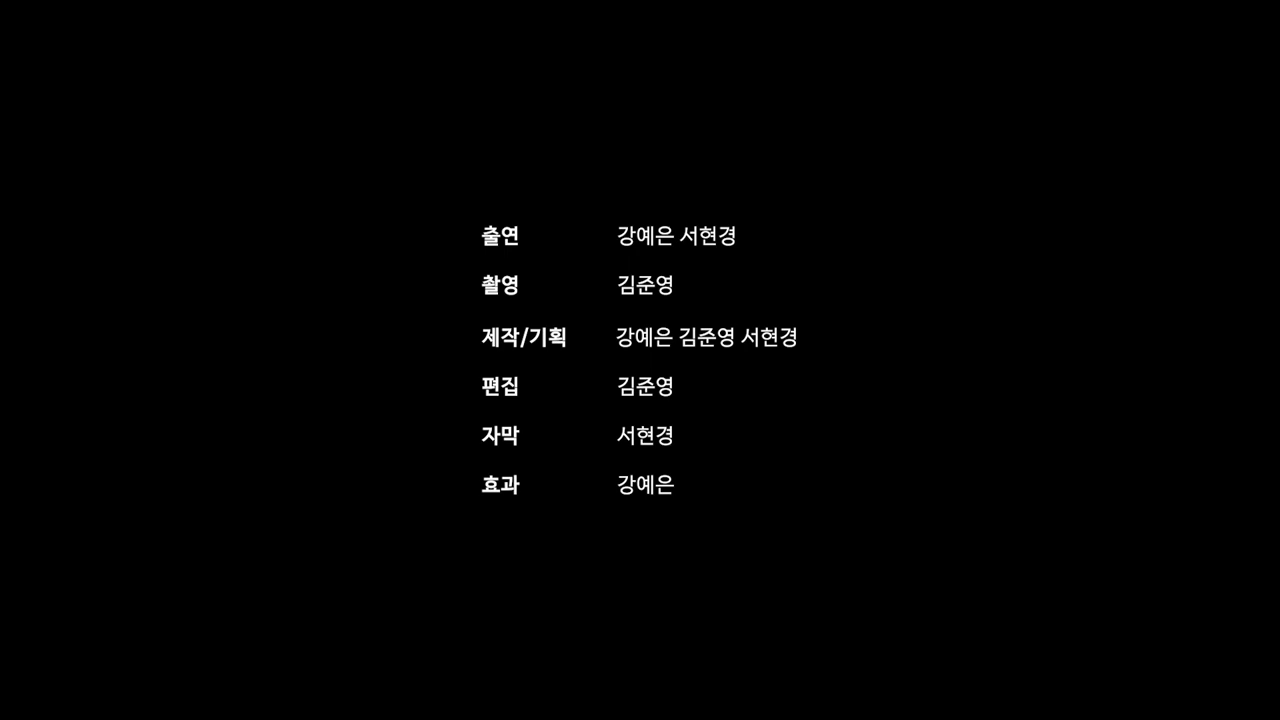 출연 강예은 서현경
촬영 김준영
제작/기획 강예은 김준영 서현경
편집 김준영
자막 서현경
효과 강예은